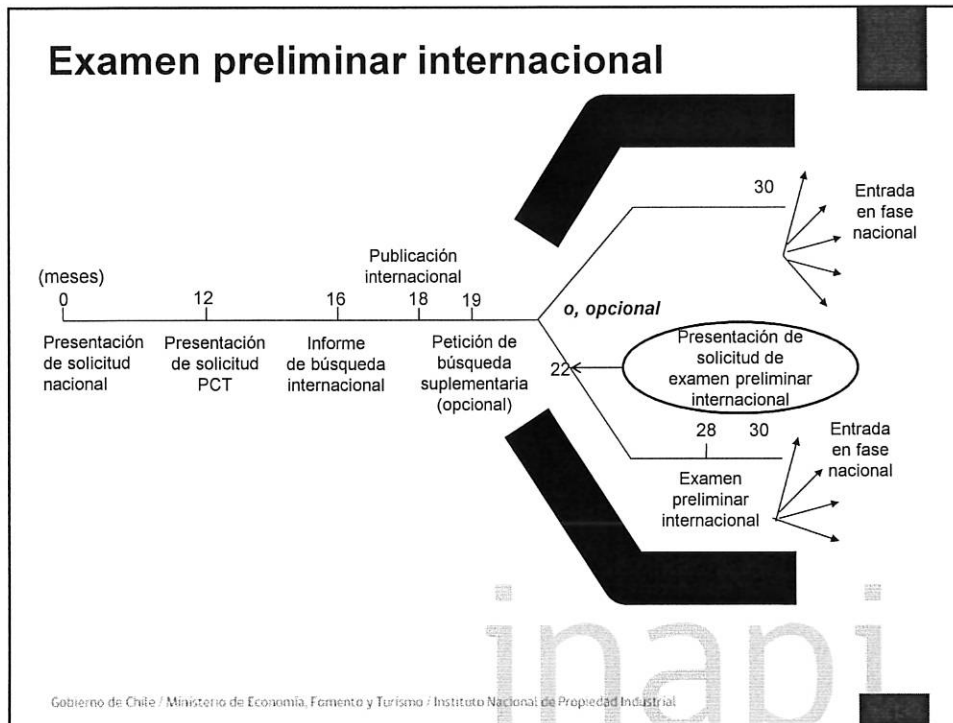 Examen preliminar internacional
30
Entrada
en fase
nacional
Publicación
internacional
(meses)
0
12
16
18
19
o, opcional
Presentación
de solicitud
nacional
Presentación
de solicitud
PCT
Informe
de búsqueda
internacional
Petición de
búsqueda
suplementaria
(opcional)
22
Presentación de
solicitud de
examen preliminar
internacional
28
30
Entrada
en fase
nacional
Examen
preliminar
internacional
inapi
Gobierno de Chile / Ministerio de Economía, Fomento y Turismo / Instituto Nacional de Propiedad Industrial